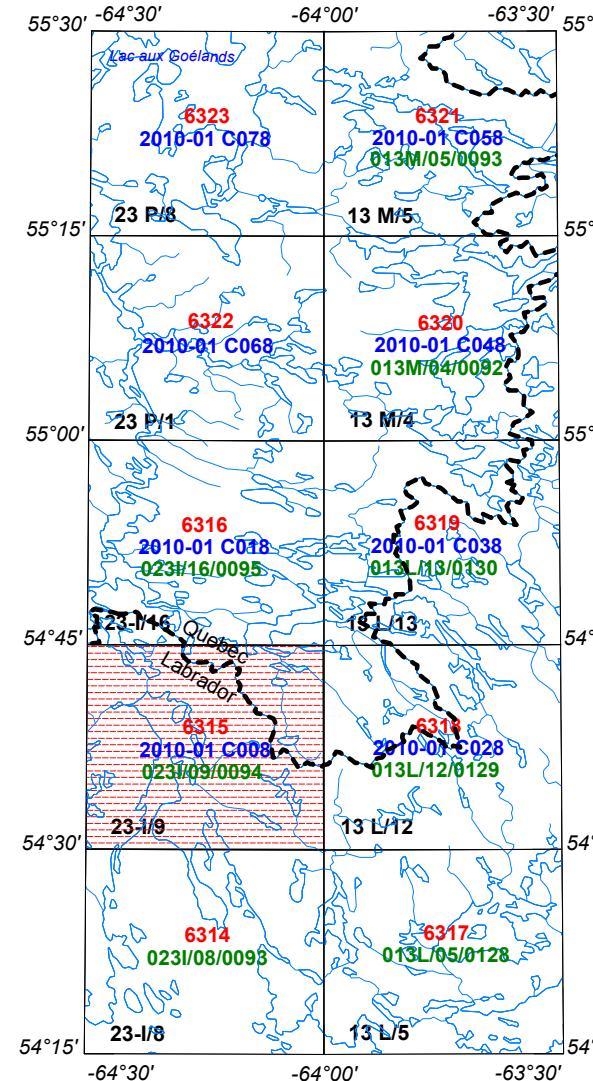 -64°30' -64°00' -63°30'
55°30' 55°
Lac aux Goélands
6323
2010-01 C078
23 P/8
6321
2010-01 C058
013M/05/0093
13 M/5
55°15' 55°
6322
2010-01 C068
23 P/1
6320
2010-01 C048
013M/04/0092
13 M/4
55°00' 55°
6316
2010-01 C018
023I/16/0095
23-I/16
6319
2010-01 C038
013L/13/0130
13 L/13
Quebec
Labrador
54°45' 54°
6315
2010-01 C008
023I/09/0094
23-I/9
6318
2010-01 C028
013L/12/0129
13 L/12
54°30' 54°
6314
023I/08/0093
23-I/8
6317
013L/05/0128
13 L/5
54°15' 54°
-64°30' -64°00' -63°30'